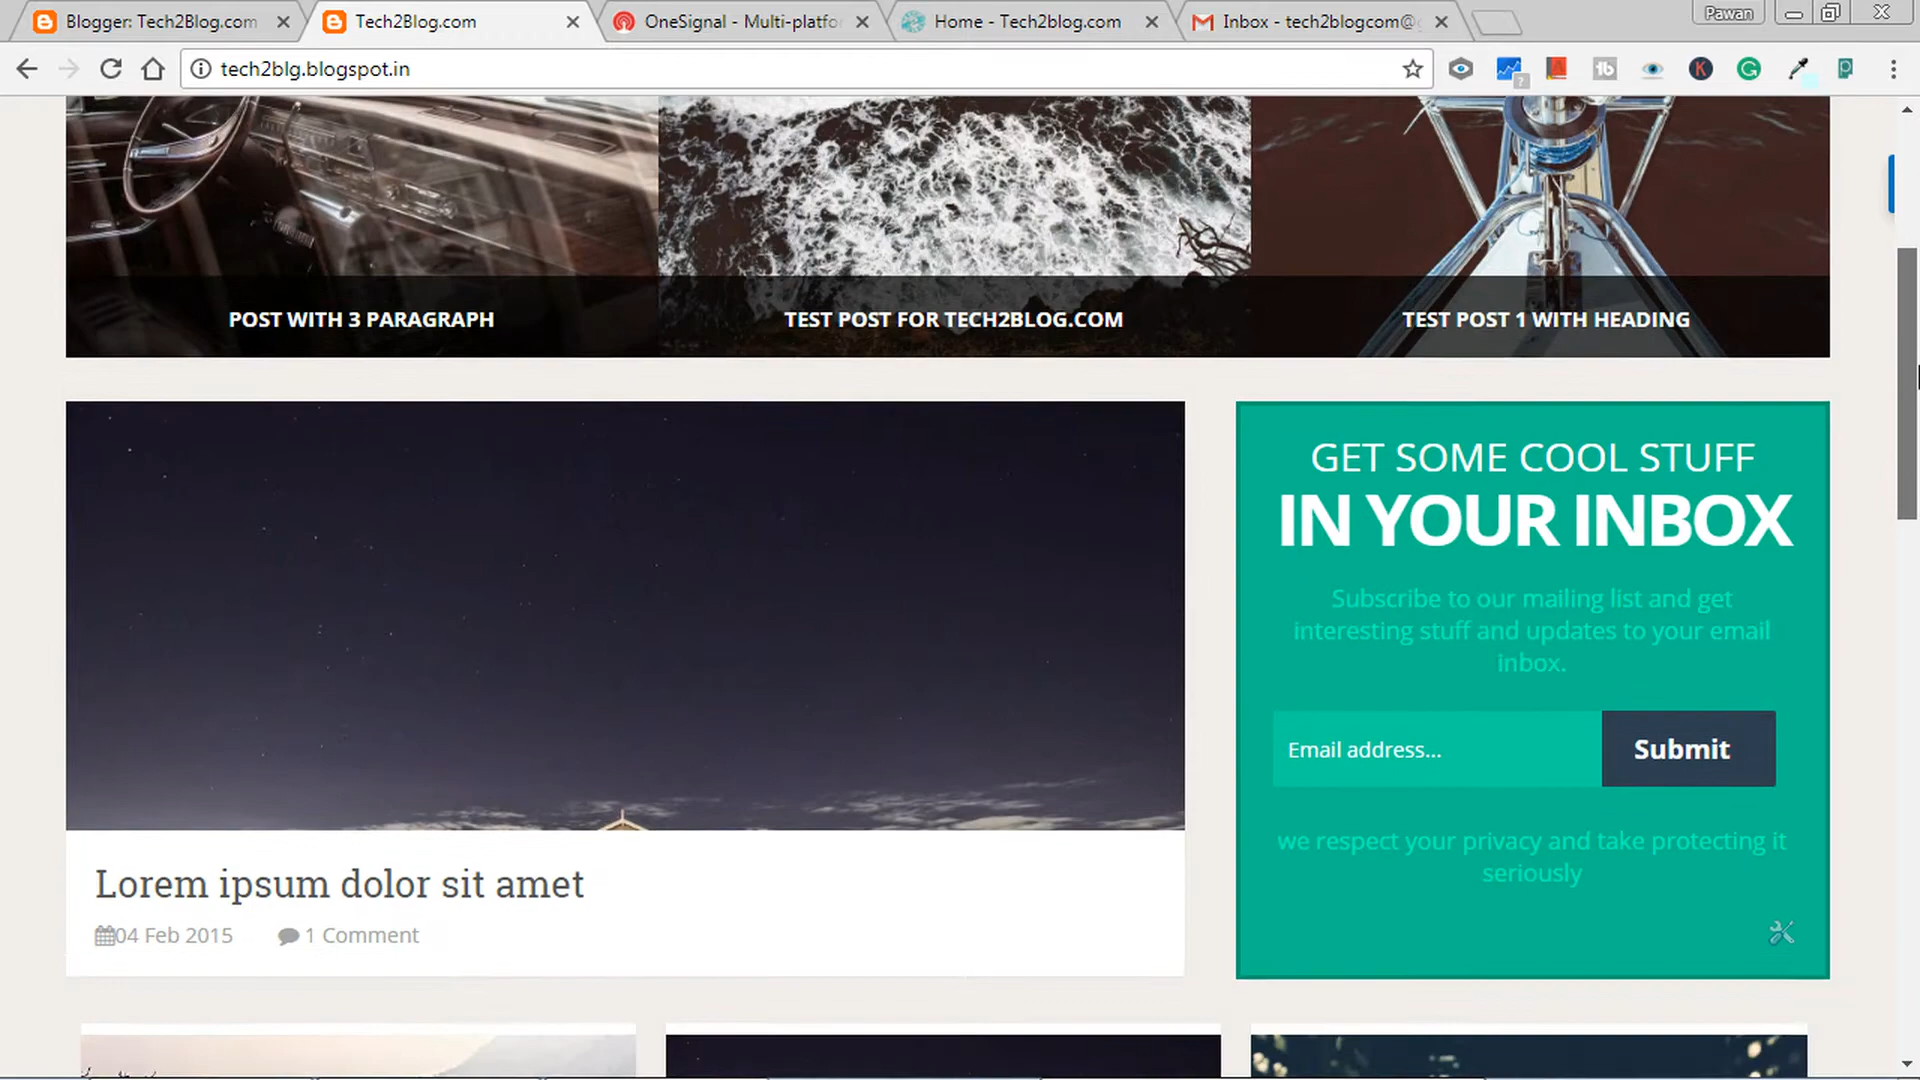 Blogger: Tech2Blog.com
Tech2Blog.com
OneSignal - Multi-platfo
Home - Tech2blog.com
Inbox - tech2blogcom@
Pawan
tech2blg.blogspot.in
POST WITH 3 PARAGRAPH
TEST POST FOR TECH2BLOG.COM
TEST POST 1 WITH HEADING
GET SOME COOL STUFF
IN YOUR INBOX
Subscribe to our mailing list and get
interesting stuff and updates to your email
inbox.
Email address...
Submit
we respect your privacy and take protecting it
seriously
Lorem ipsum dolor sit amet
04 Feb 2015
1 Comment